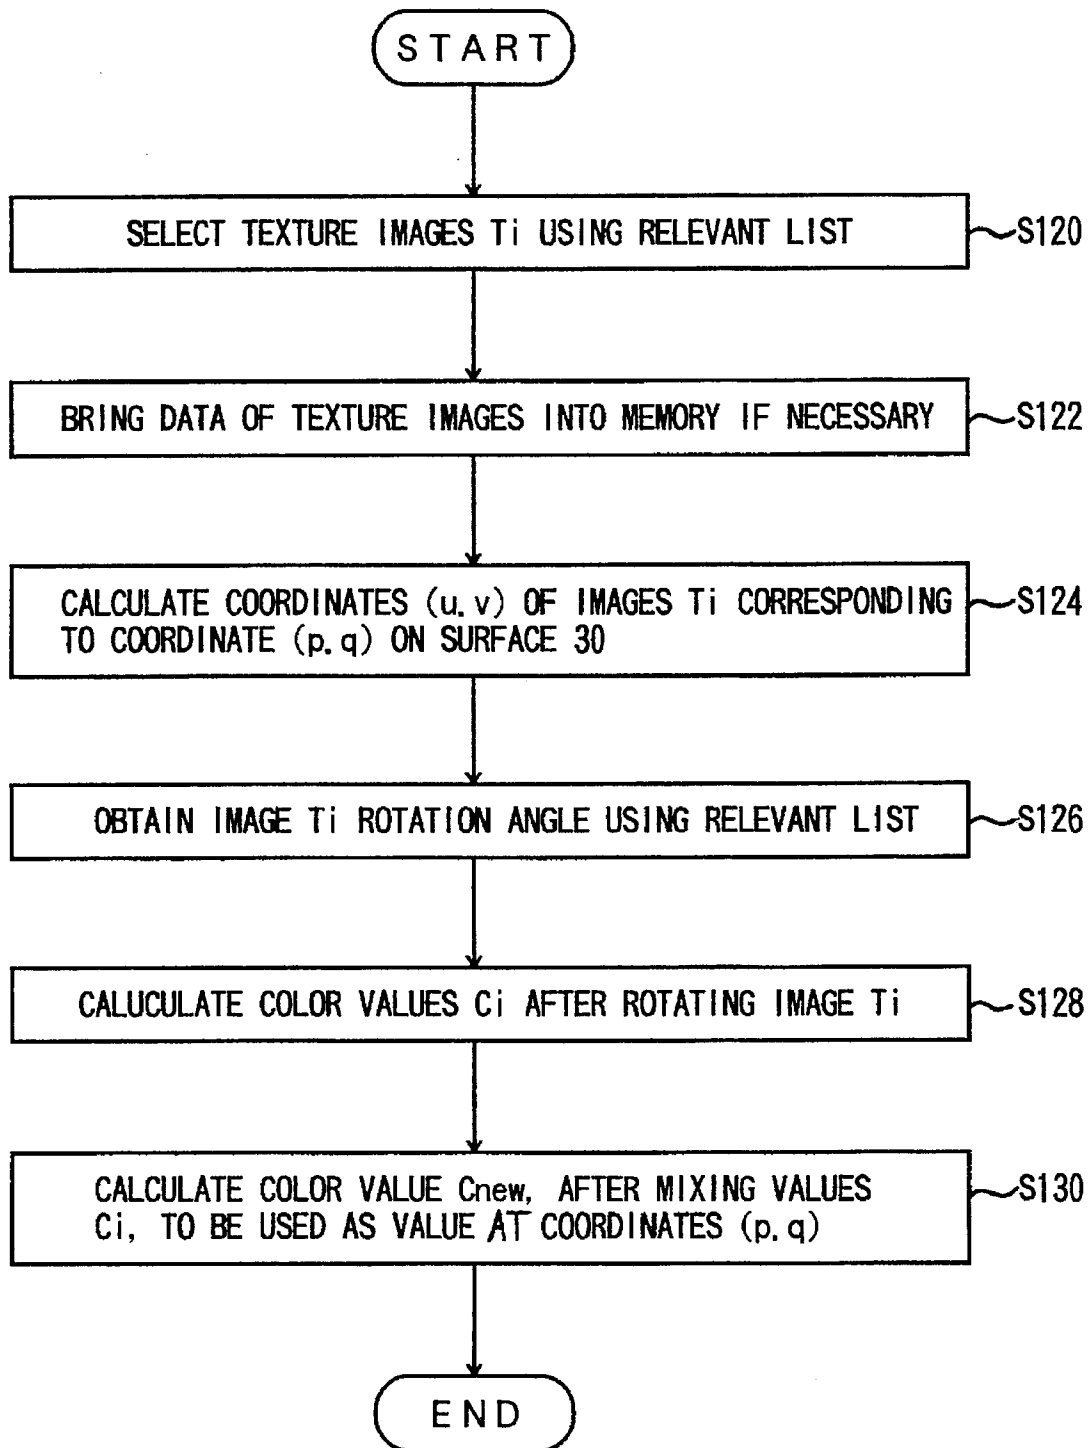 START
SELECT TEXTURE IMAGES Ti USING RELEVANT LIST
S120
BRING DATA OF TEXTURE IMAGES INTO MEMORY IF NECESSARY
S122
CALCULATE COORDINATES (u.v) OF IMAGES Ti CORRESPONDING
TO COORDINATE (p.q) ON SURFACE 30
S124
OBTAIN IMAGE Ti ROTATION ANGLE USING RELEVANT LIST
S126
CALUCULATE COLOR VALUES Ci AFTER ROTATING IMAGE Ti
S128
CALCULATE COLOR VALUE Cnew, AFTER MIXING VALUES
Ci, TO BE USED AS VALUE AT COORDINATES (p.q)
S130
END